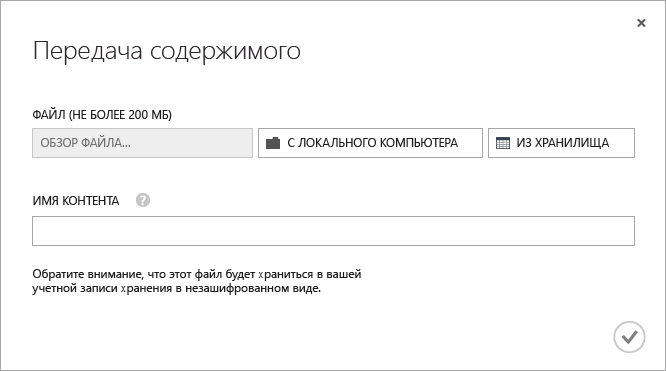 Передача содержимого
ФАЙЛ (НЕ БОЛЕЕ 200 МБ)
ОБЗОР ФАЙЛА...
С ЛОКАЛЬНОГО КОМПЬЮТЕРА
ИЗ ХРАНИЛИЩА
ИМЯ КОНТЕНТА ?
Обратите внимание, что этот файл будет храниться в вашей
учетной записи хранения в незашифрованном виде.